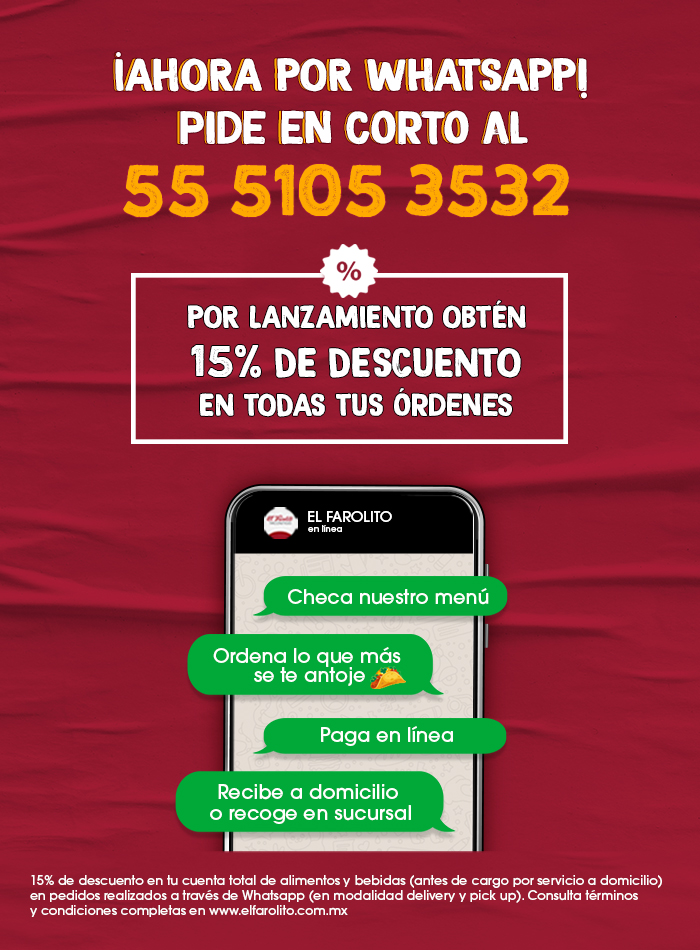 ¡AHORA POR WHATSAPP!
PIDE EN CORTO AL
55 5105 3532
%
POR LANZAMIENTO OBTÉN
15% DE DESCUENTO
EN TODAS TUS ÓRDENES
EL FAROLITO
en línea
Checa nuestro menú
Ordena lo que más
se te antoje
Paga en línea
Recibe a domicilio
o recoge en sucursal
15% de descuento en tu cuenta total de alimentos y bebidas (antes de cargo por servicio a domicilio)
en pedidos realizados a través de Whatsapp (en modalidad delivery y pick up). Consulta términos
y condiciones completas en www.elfarolito.com.mx